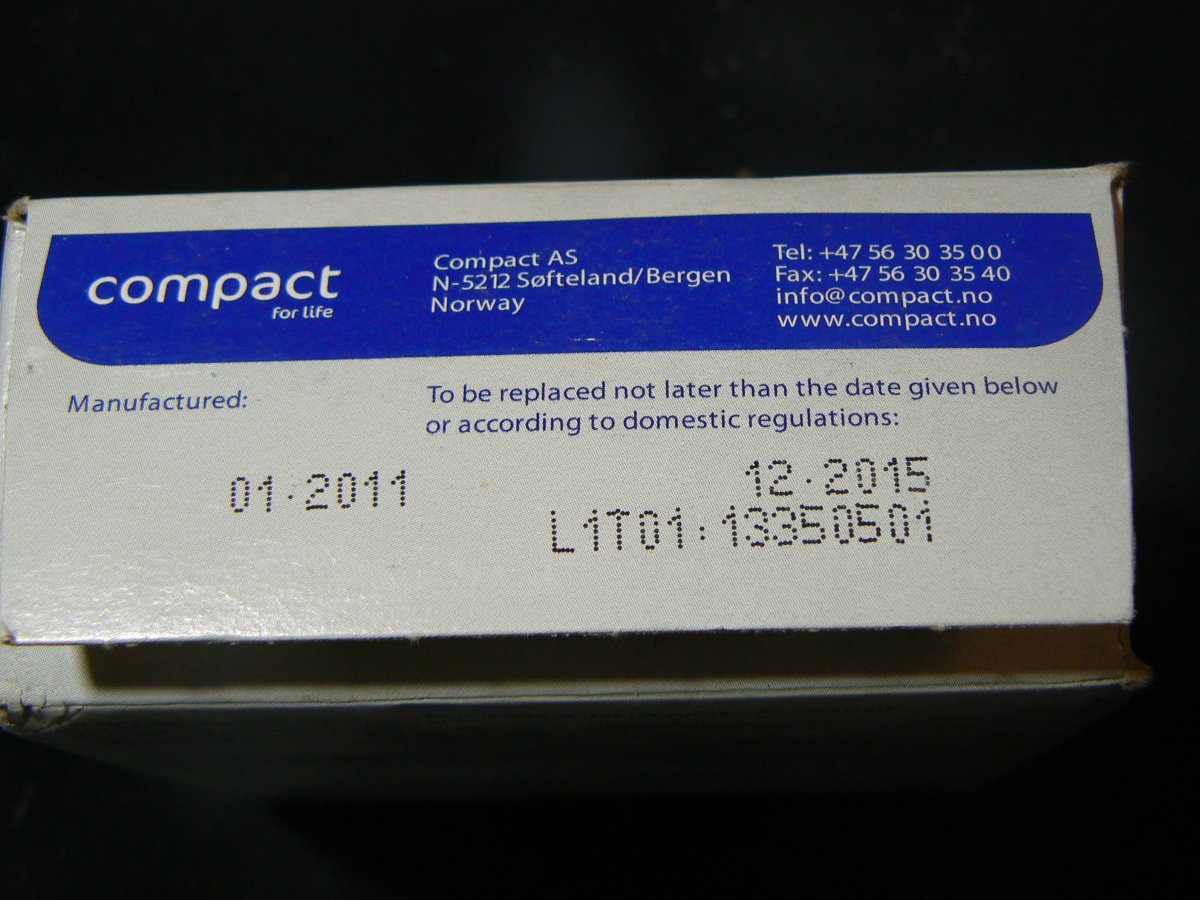 compact
for life
Compact AS
N-5212 Søfteland/Bergen
Norway
Tel: +47 56 30 35 00
Fax: +47 56 30 35 40
info@compact.no
www.compact.no
Manufactured:
01·2011
To be replaced not later than the date given below
or according to domestic regulations:
12·2015
L1T01·13350501